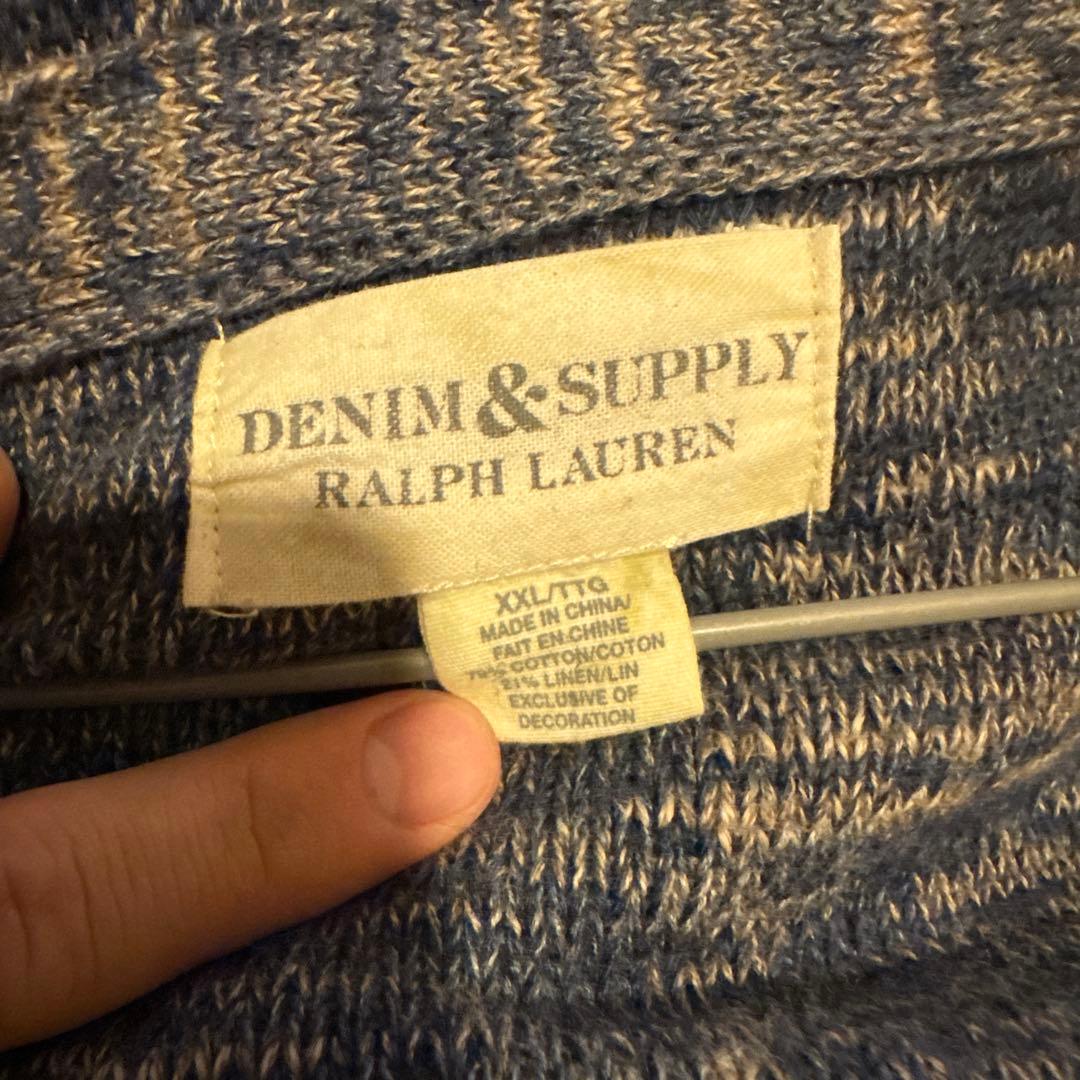 DENIM & SUPPLY
RALPH LAUREN
XXL/TTG
MADE IN CHINA/
FAIT EN CHINE
79% COTTON/COTON
21% LINEN/LIN
EXCLUSIVE OF
DECORATION